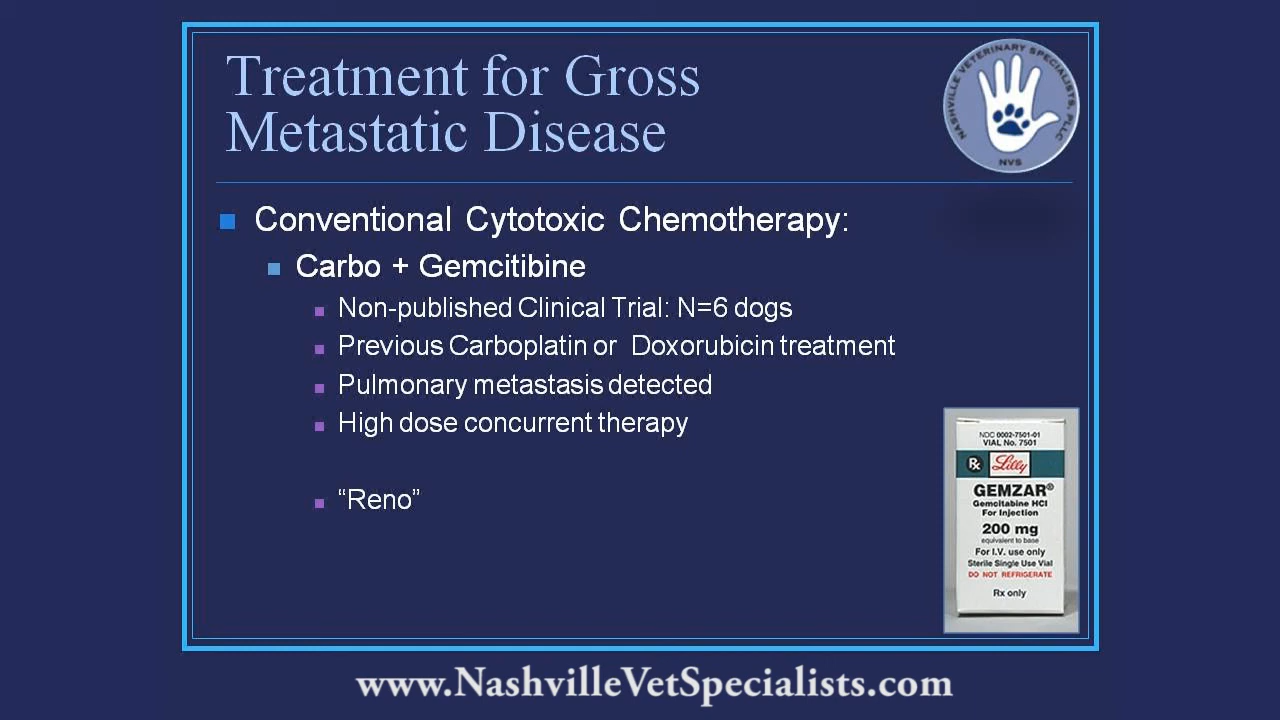 Treatment for Gross
Metastatic Disease
NASHVILLE VETERINARY SPECIALISTS, PLLC
NVS
Conventional Cytotoxic Chemotherapy:
Carbo + Gemcitibine
Non-published Clinical Trial: N=6 dogs
Previous Carboplatin or Doxorubicin treatment
Pulmonary metastasis detected
High dose concurrent therapy
“Reno”
NDC 0002-7501-01
VIAL No. 7501
Rx Lilly
GEMZAR®
Gemcitabine HCl
For Injection
200 mg
equivalent to base
For I.V. use only
Sterile Single Use Vial
DO NOT REFRIGERATE
Rx only
www.NashvilleVetSpecialists.com